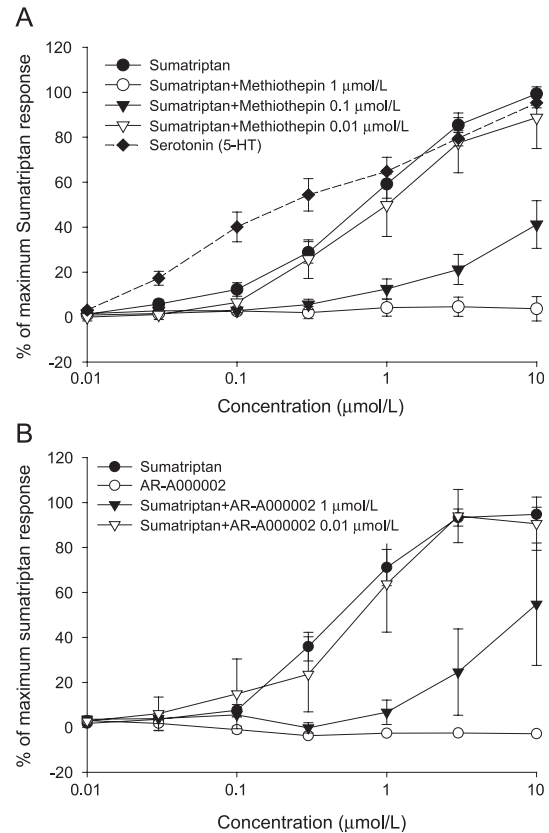 A
Sumatriptan
Sumatriptan+Methiothepin 1 μmol/L
Sumatriptan+Methiothepin 0.1 μmol/L
Sumatriptan+Methiothepin 0.01 μmol/L
Serotonin (5-HT)
% of maximum Sumatriptan response
120
100
80
60
40
20
0
-20
0.01 0.1 1 10
Concentration (μmol/L)
B
Sumatriptan
AR-A000002
Sumatriptan+AR-A000002 1 μmol/L
Sumatriptan+AR-A000002 0.01 μmol/L
% of maximum sumatriptan response
120
100
80
60
40
20
0
-20
0.01 0.1 1 10
Concentration (μmol/L)